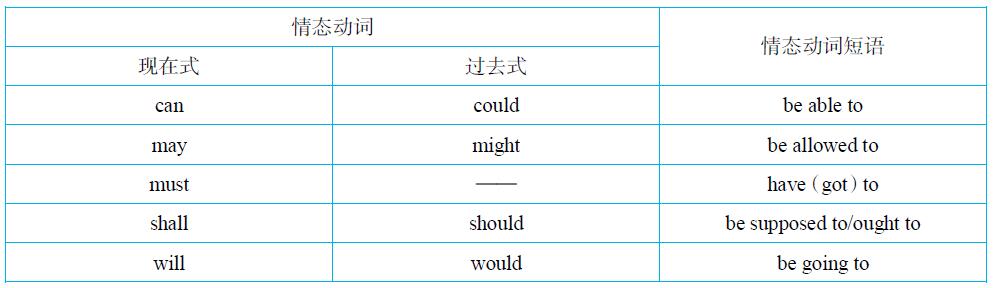 情态动词 情态动词短语
现在式 过去式
can could be able to
may might be allowed to
must —— have（got）to
shall should be supposed to/ought to
will would be going to